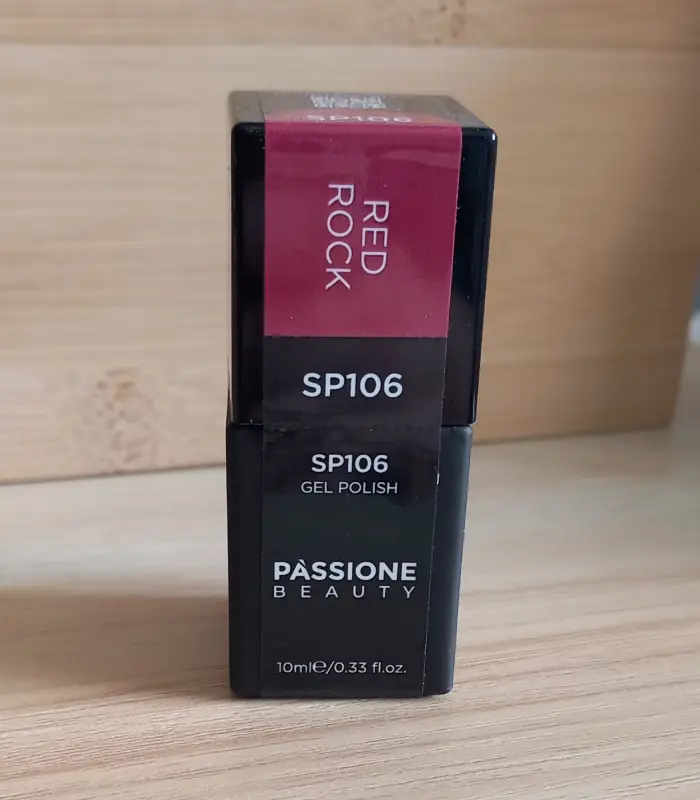 SP106
RED
ROCK
SP106
SP106
GEL POLISH
PÀSSIONE
BEAUTY
10ml℮/0.33 fl.oz.